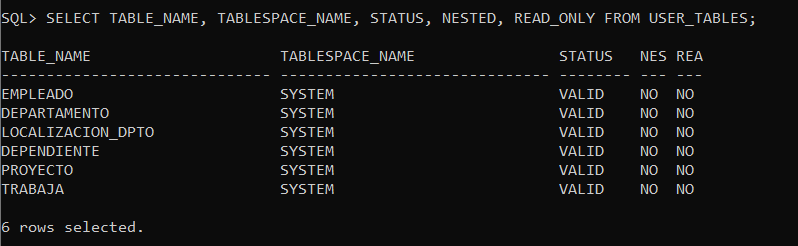 SQL> SELECT TABLE_NAME, TABLESPACE_NAME, STATUS, NESTED, READ_ONLY FROM USER_TABLES;
TABLE_NAME                     TABLESPACE_NAME                STATUS   NES REA
------------------------------ ------------------------------ -------- --- ---
EMPLEADO                       SYSTEM                         VALID    NO  NO
DEPARTAMENTO                   SYSTEM                         VALID    NO  NO
LOCALIZACION_DPTO              SYSTEM                         VALID    NO  NO
DEPENDIENTE                    SYSTEM                         VALID    NO  NO
PROYECTO                       SYSTEM                         VALID    NO  NO
TRABAJA                        SYSTEM                         VALID    NO  NO
6 rows selected.